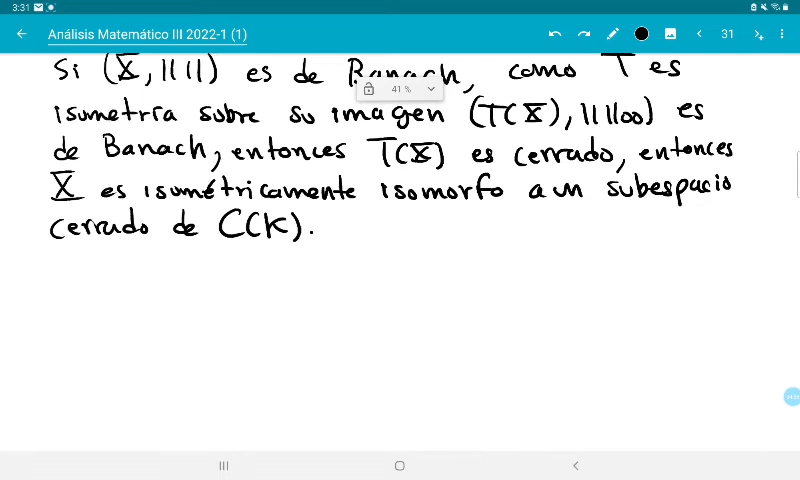 3:31
Análisis Matemático III 2022-1 (1)
31
Si (X, || ||) es de Banach, como T es
41 %
isometría sobre su imagen (T(X), || ||∞) es
de Banach, entonces T(X) es cerrado, entonces
X es isométricamente isomorfo a un subespacio
cerrado de C(K).